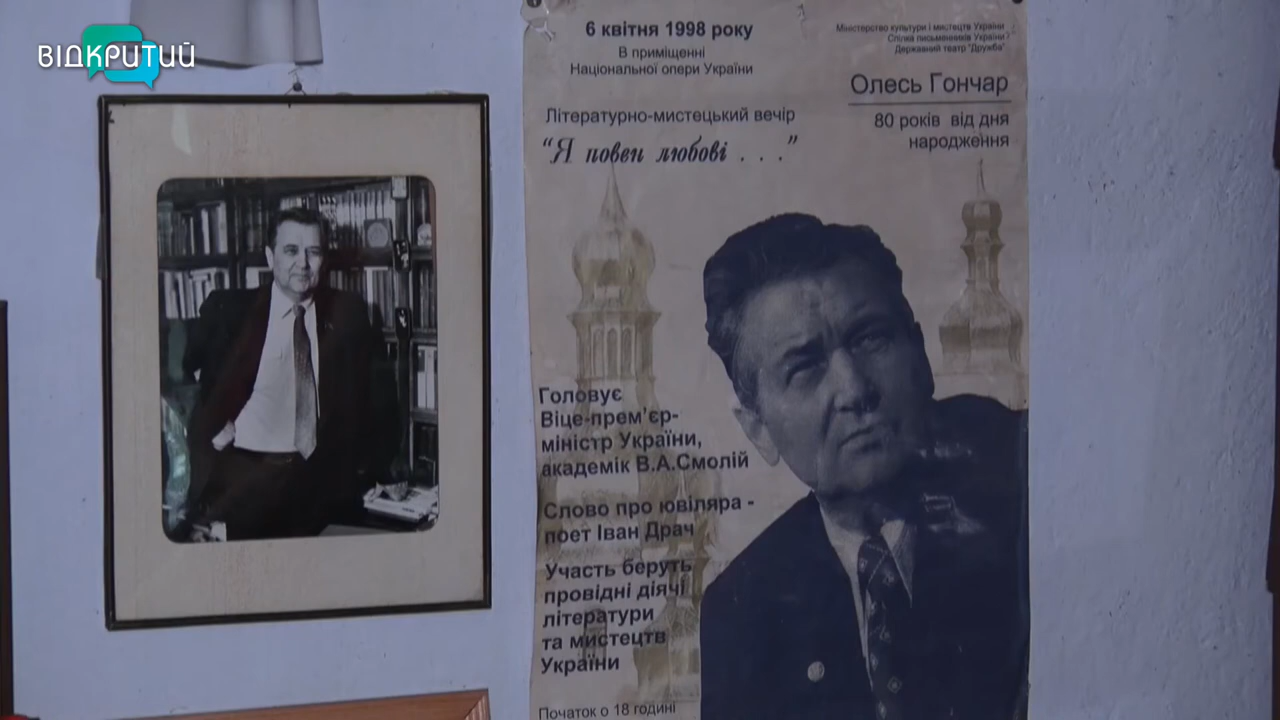 ВІДКРИТИЙ
6 квітня 1998 року
В приміщенні
Національної опери України
Міністерство культури і мистецтв України
Спілка письменників України
Державний театр "Дружба"
Олесь Гончар
80 років від дня
народження
Літературно-мистецький вечір
“Я повен любові . . .”
Головує
Віце-прем’єр-
міністр України,
академік В.А.Смолій
Слово про ювіляра -
поет Іван Драч
Участь беруть
провідні діячі
літератури
та мистецтв
України
Початок о 18 годині